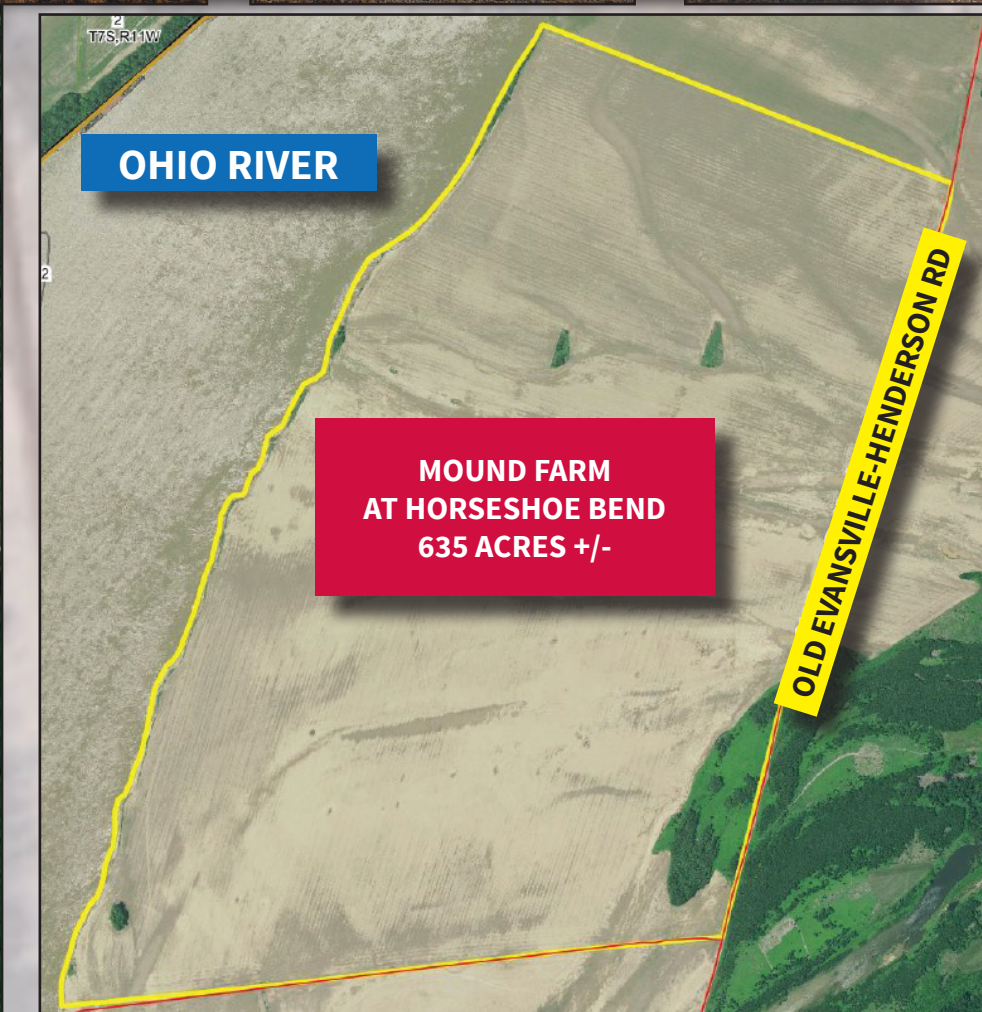 2
T7S,R11W
OHIO RIVER
2
OLD EVANSVILLE-HENDERSON RD
MOUND FARM
AT HORSESHOE BEND
635 ACRES +/-